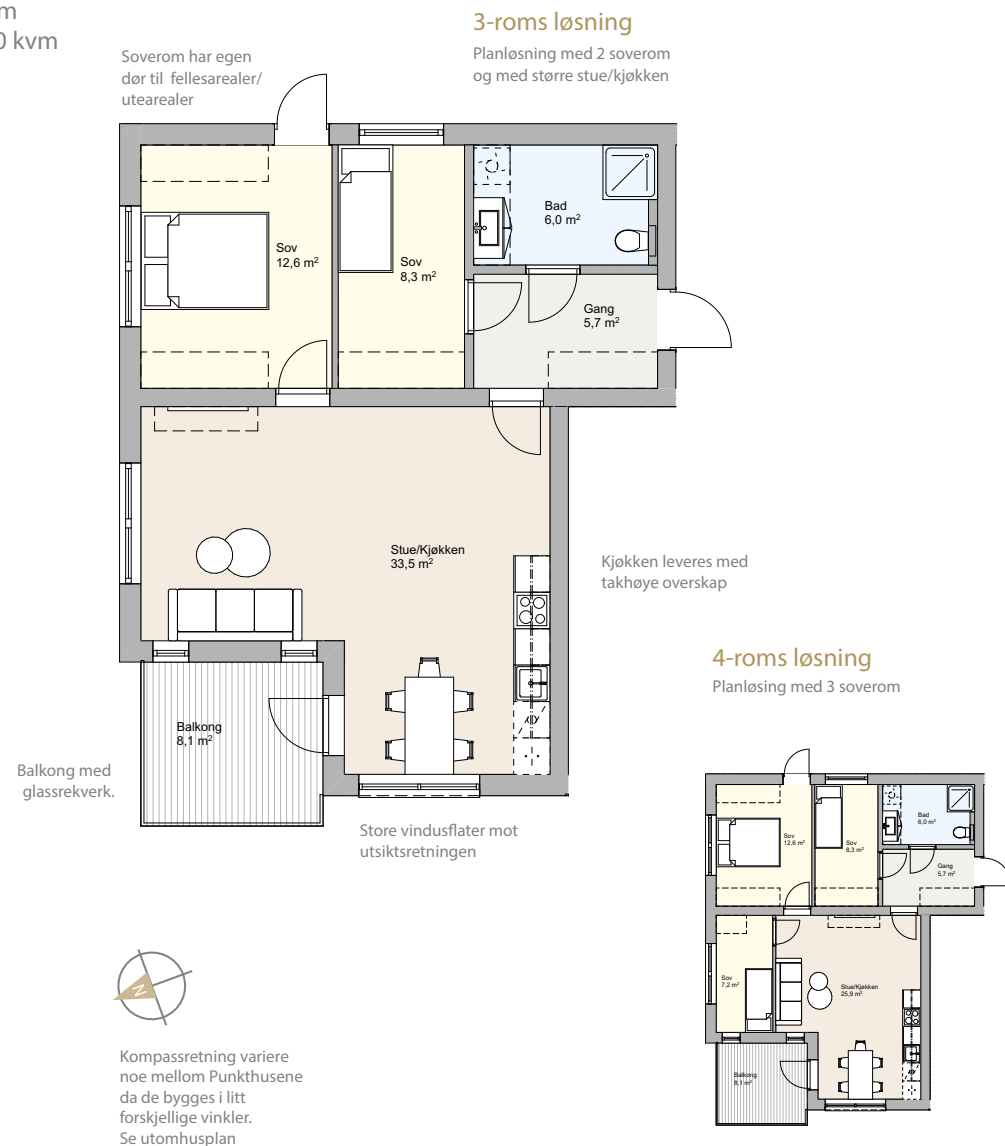 m
0 kvm
3-roms løsning
Planløsning med 2 soverom
og med større stue/kjøkken
Soverom har egen
dør til fellesarealer/
utearealer
Sov
12,6 m²
Sov
8,3 m²
Bad
6,0 m²
Gang
5,7 m²
Stue/Kjøkken
33,5 m²
Kjøkken leveres med
takhøye overskap
Balkong
8,1 m²
Balkong med
glassrekverk.
Store vindusflater mot
utsiktsretningen
4-roms løsning
Planløsing med 3 soverom
Sov
12,6 m²
Sov
8,3 m²
Bad
6,0 m²
Gang
5,7 m²
Sov
7,2 m²
Stue/Kjøkken
25,9 m²
Balkong
8,1 m²
N
Kompassretning variere
noe mellom Punkthusene
da de bygges i litt
forskjellige vinkler.
Se utomhusplan